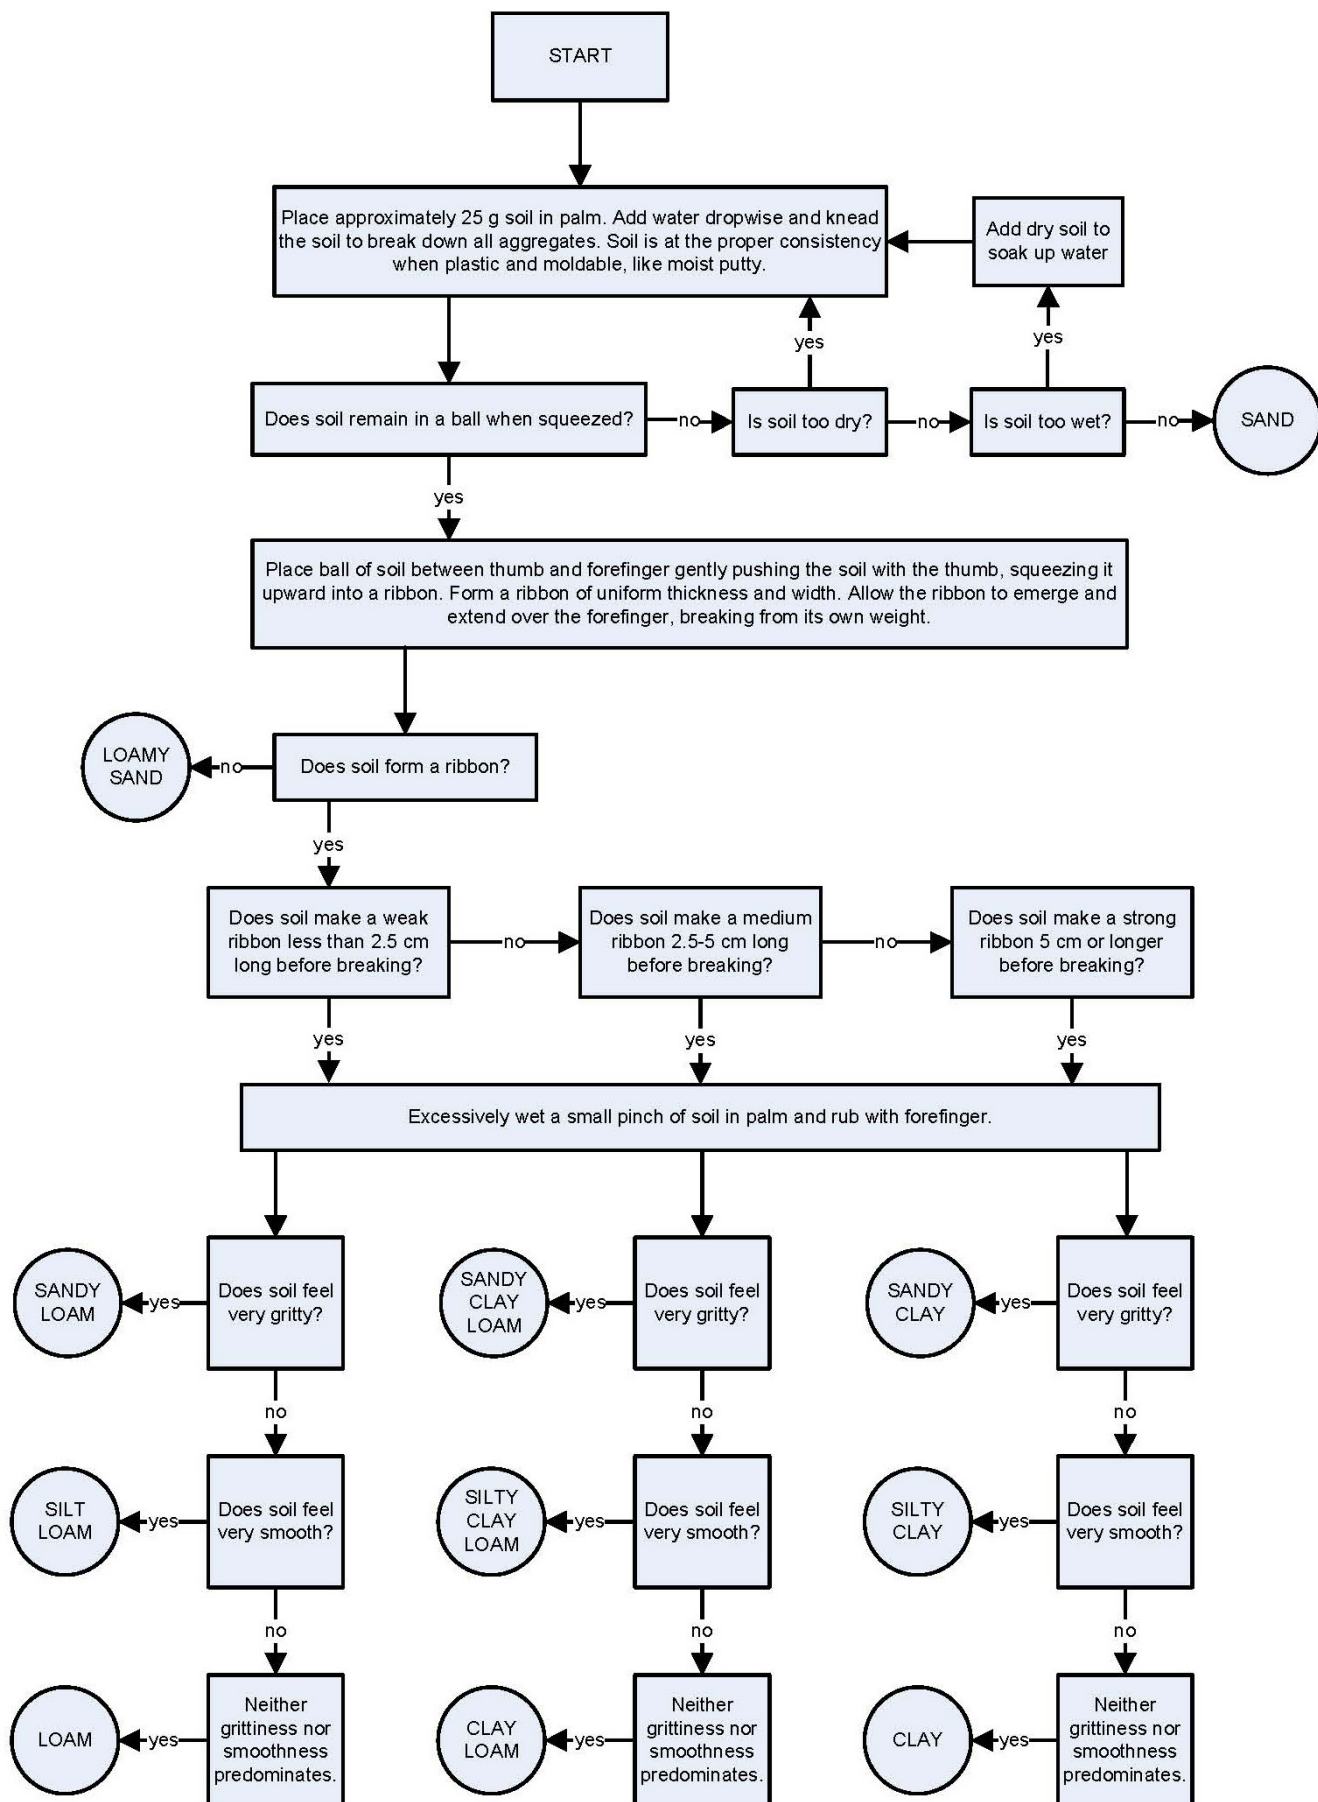 START
Place approximately 25 g soil in palm. Add water dropwise and knead
the soil to break down all aggregates. Soil is at the proper consistency
when plastic and moldable, like moist putty.
Add dry soil to
soak up water
yes
yes
Does soil remain in a ball when squeezed?
no
Is soil too dry?
no
Is soil too wet?
no
SAND
yes
Place ball of soil between thumb and forefinger gently pushing the soil with the thumb, squeezing it
upward into a ribbon. Form a ribbon of uniform thickness and width. Allow the ribbon to emerge and
extend over the forefinger, breaking from its own weight.
LOAMY
SAND
no
Does soil form a ribbon?
yes
Does soil make a weak
ribbon less than 2.5 cm
long before breaking?
no
Does soil make a medium
ribbon 2.5-5 cm long
before breaking?
no
Does soil make a strong
ribbon 5 cm or longer
before breaking?
yes
yes
yes
Excessively wet a small pinch of soil in palm and rub with forefinger.
SANDY
LOAM
yes
Does soil feel
very gritty?
SANDY
CLAY
LOAM
yes
Does soil feel
very gritty?
SANDY
CLAY
yes
Does soil feel
very gritty?
no
no
no
SILT
LOAM
yes
Does soil feel
very smooth?
SILTY
CLAY
LOAM
yes
Does soil feel
very smooth?
SILTY
CLAY
yes
Does soil feel
very smooth?
no
no
no
LOAM
yes
Neither
grittiness nor
smoothness
predominates.
CLAY
LOAM
yes
Neither
grittiness nor
smoothness
predominates.
CLAY
yes
Neither
grittiness nor
smoothness
predominates.